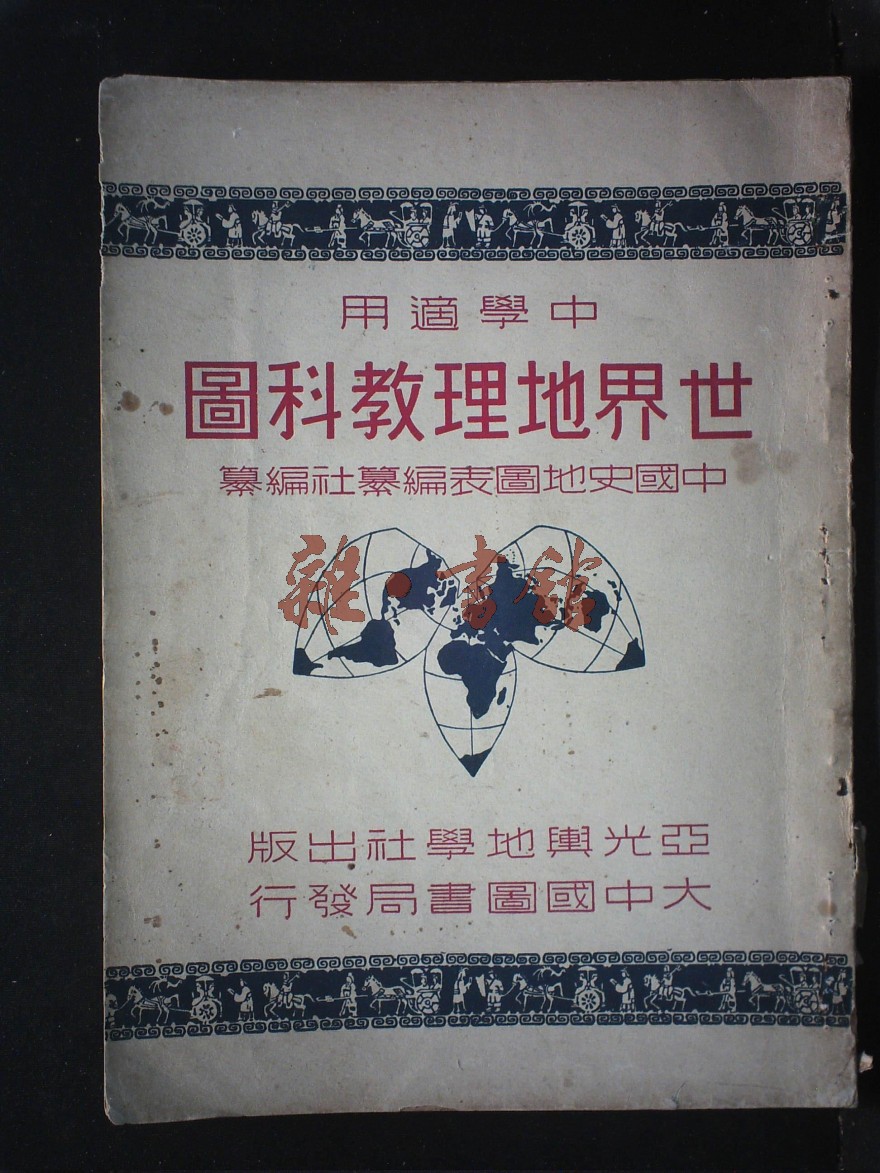 中學適用
世界地理教科圖
中國史地圖表編纂社編纂
雜·書館
亞光輿地學社出版
大中國圖書局發行